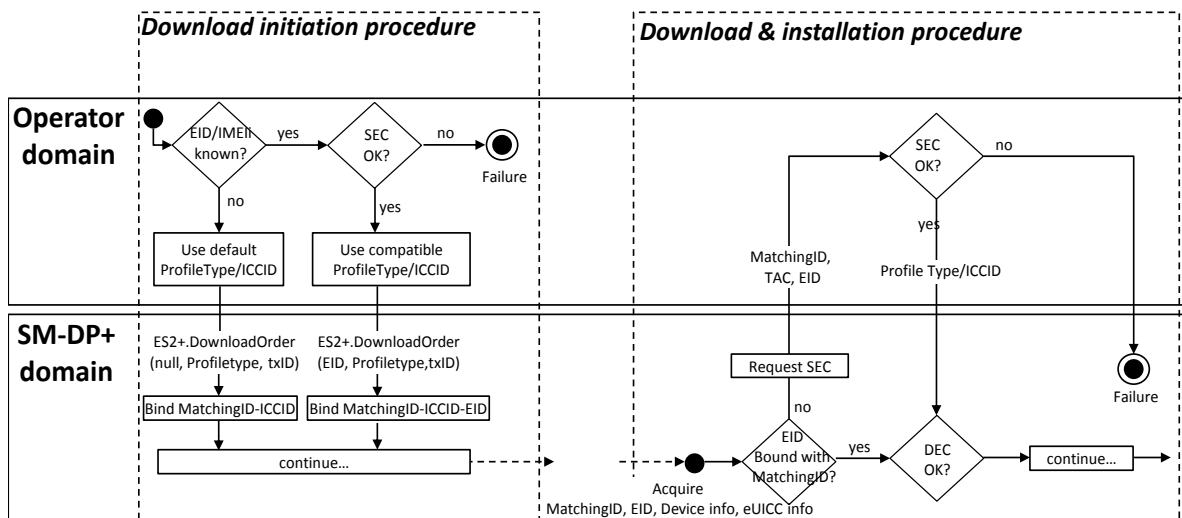 Download initiation procedure
Download & installation procedure
Operator
domain
EID/IMEIi
known?
yes
SEC
OK?
no
Failure
no
yes
Use default
ProfileType/ICCID
Use compatible
ProfileType/ICCID
SEC
OK?
no
yes
MatchingID,
TAC, EID
Profile Type/ICCID
SM-DP+
domain
ES2+.DownloadOrder
(null, Profiletype, txID)
ES2+.DownloadOrder
(EID, Profiletype,txID)
Bind MatchingID-ICCID
Bind MatchingID-ICCID-EID
continue…
Request SEC
no
Failure
EID
Bound with
MatchingID?
yes
DEC
OK?
continue…
Acquire
MatchingID, EID, Device info, eUICC info